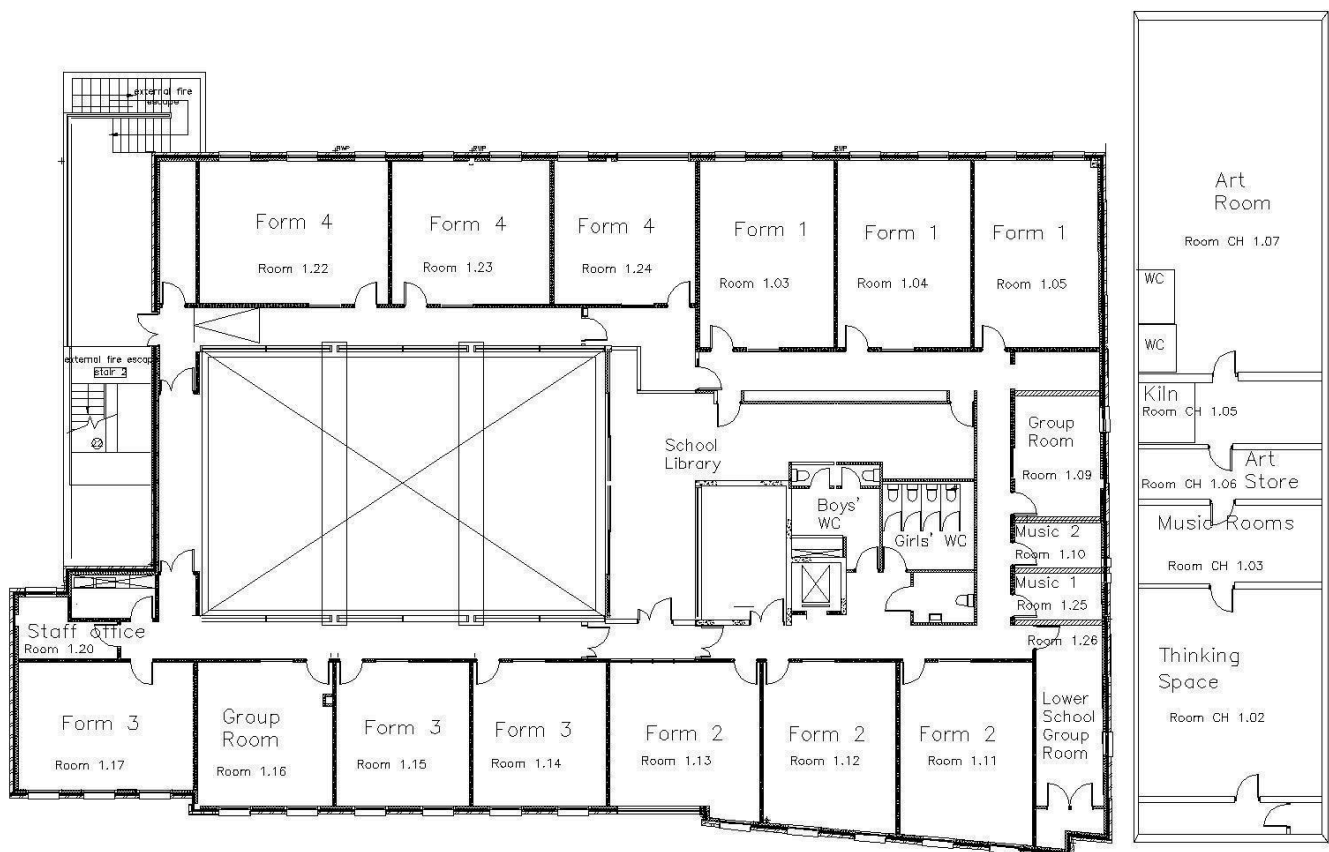 external fire
escape
RWP
RWP
RWP
Form 4
Room 1.22
Form 4
Room 1.23
Form 4
Room 1.24
Form 1
Room 1.03
Form 1
Room 1.04
Form 1
Room 1.05
Art
Room
Room CH 1.07
WC
WC
external fire escape
stair 2
Kiln
Room CH 1.05
Art
Store
Room CH 1.06
Music Rooms
Room CH 1.03
Thinking
Space
Room CH 1.02
School
Library
Boys'
WC
Girls' WC
Group
Room
Room 1.09
Music 2
Room 1.10
Music 1
Room 1.25
Room 1.26
Lower
School
Group
Room
Staff office
Room 1.20
Form 3
Room 1.17
Group
Room
Room 1.16
Form 3
Room 1.15
Form 3
Room 1.14
Form 2
Room 1.13
Form 2
Room 1.12
Form 2
Room 1.11